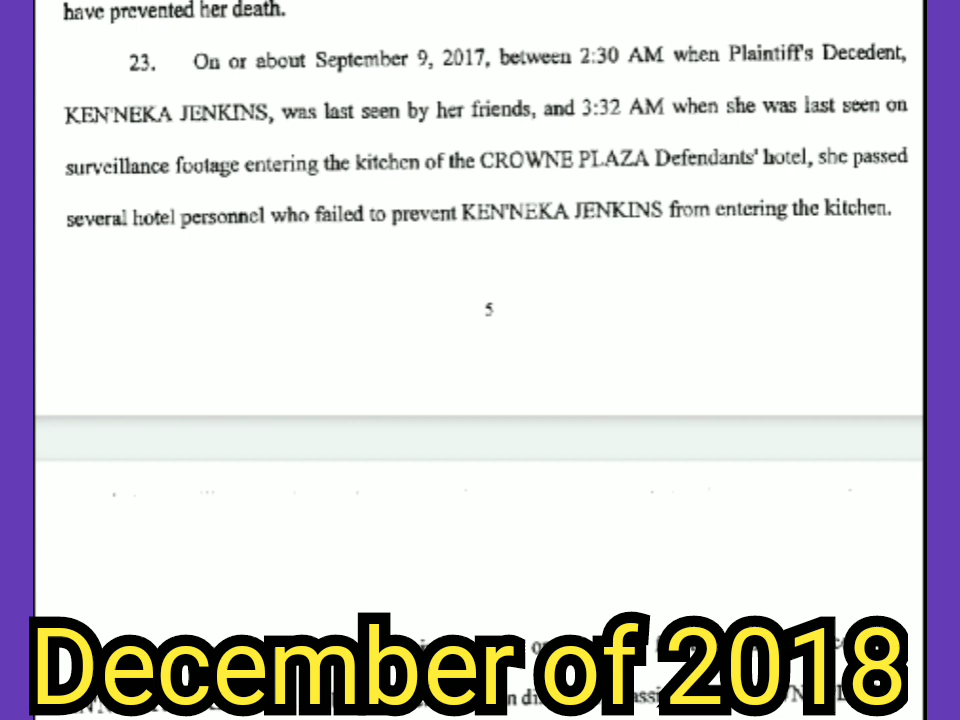 have prevented her death.
23. On or about September 9, 2017, between 2:30 AM when Plaintiff's Decedent,
KEN'NEKA JENKINS, was last seen by her friends, and 3:32 AM when she was last seen on
surveillance footage entering the kitchen of the CROWNE PLAZA Defendants' hotel, she passed
several hotel personnel who failed to prevent KEN'NEKA JENKINS from entering the kitchen.
5
December of 2018